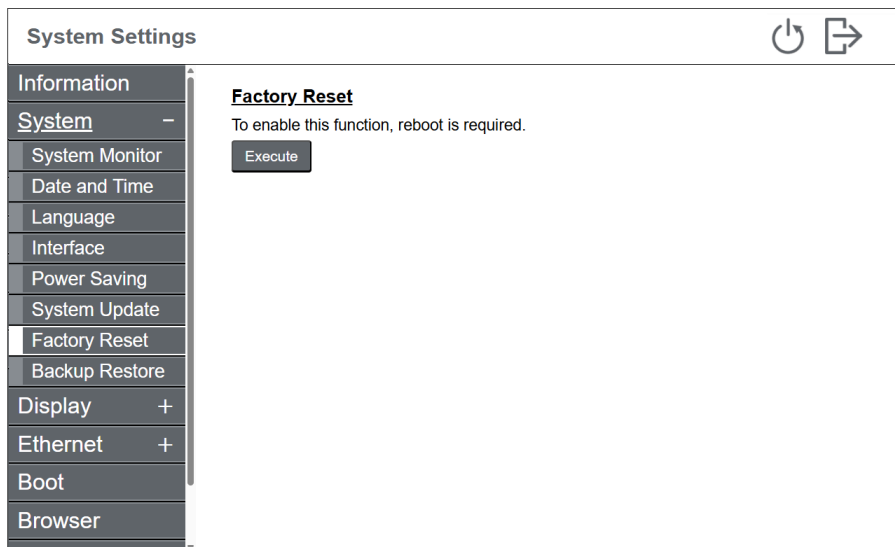 System Settings
Information
System −
System Monitor
Date and Time
Language
Interface
Power Saving
System Update
Factory Reset
Backup Restore
Display +
Ethernet +
Boot
Browser
Factory Reset
To enable this function, reboot is required.
Execute